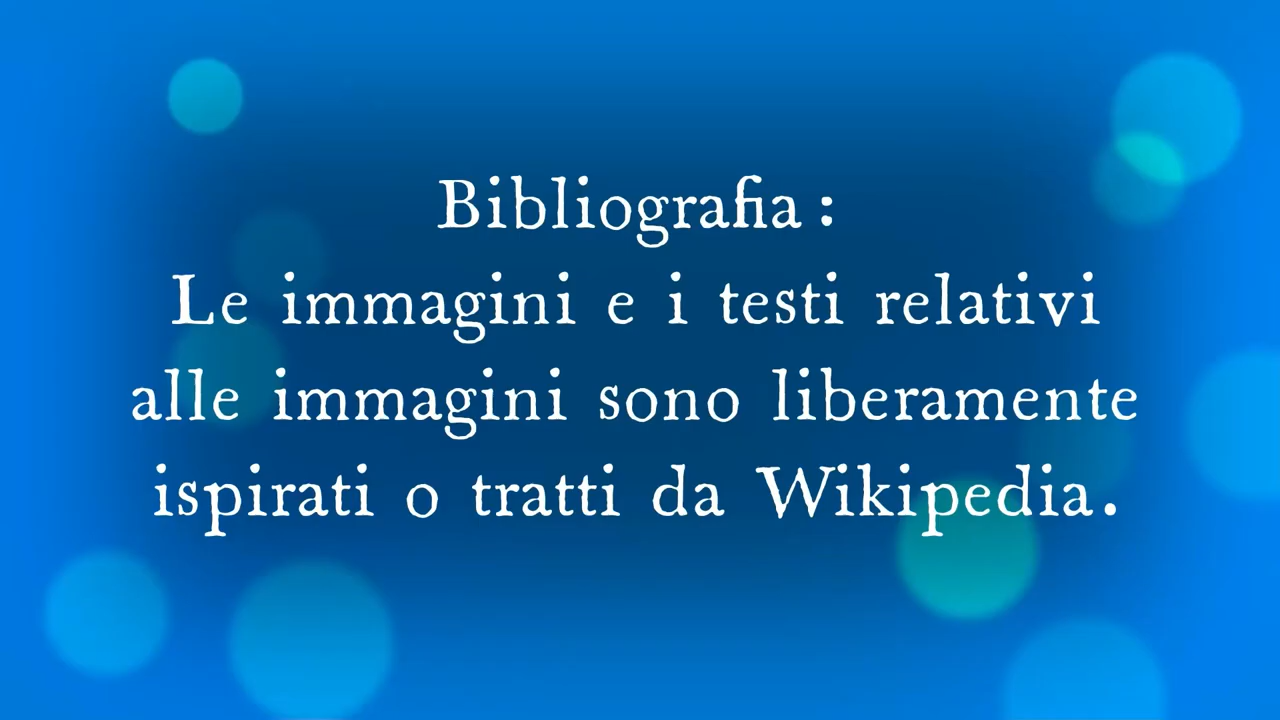 Bibliografia :
Le immagini e i testi relativi
alle immagini sono liberamente
ispirati o tratti da Wikipedia.